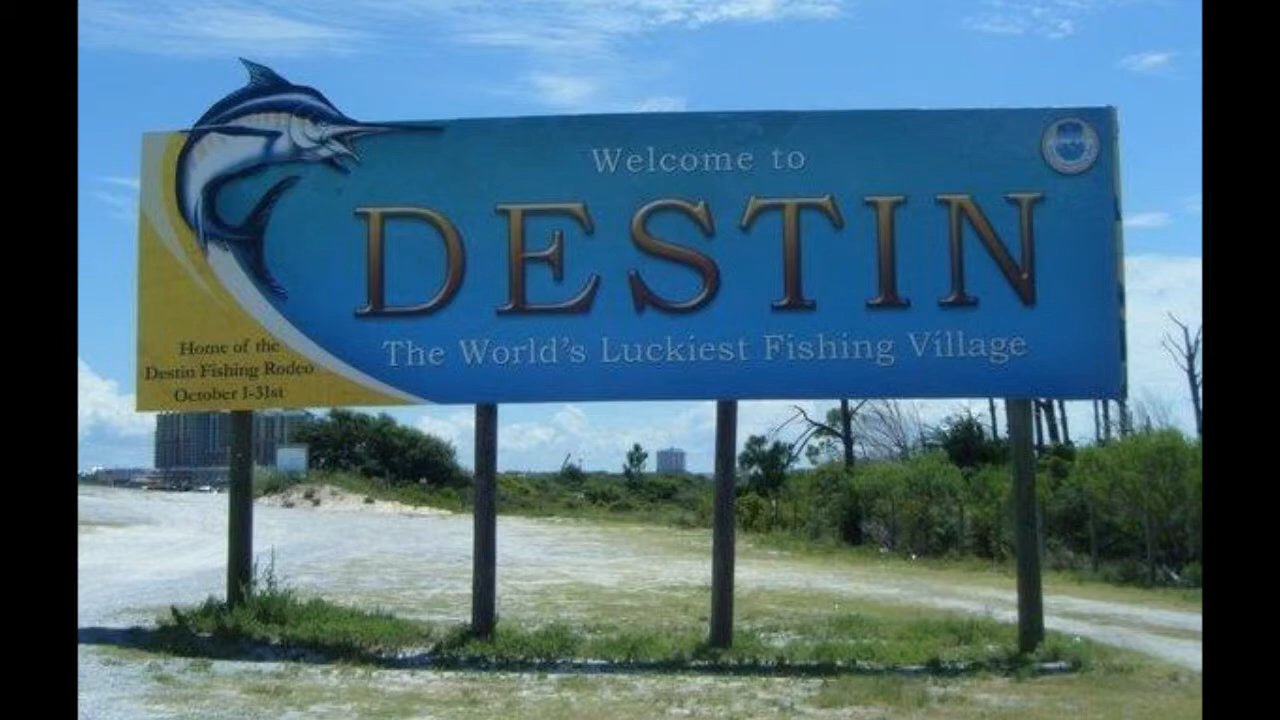 Welcome to
DESTIN
The World's Luckiest Fishing Village
Home of the
Destin Fishing Rodeo
October 1-31st